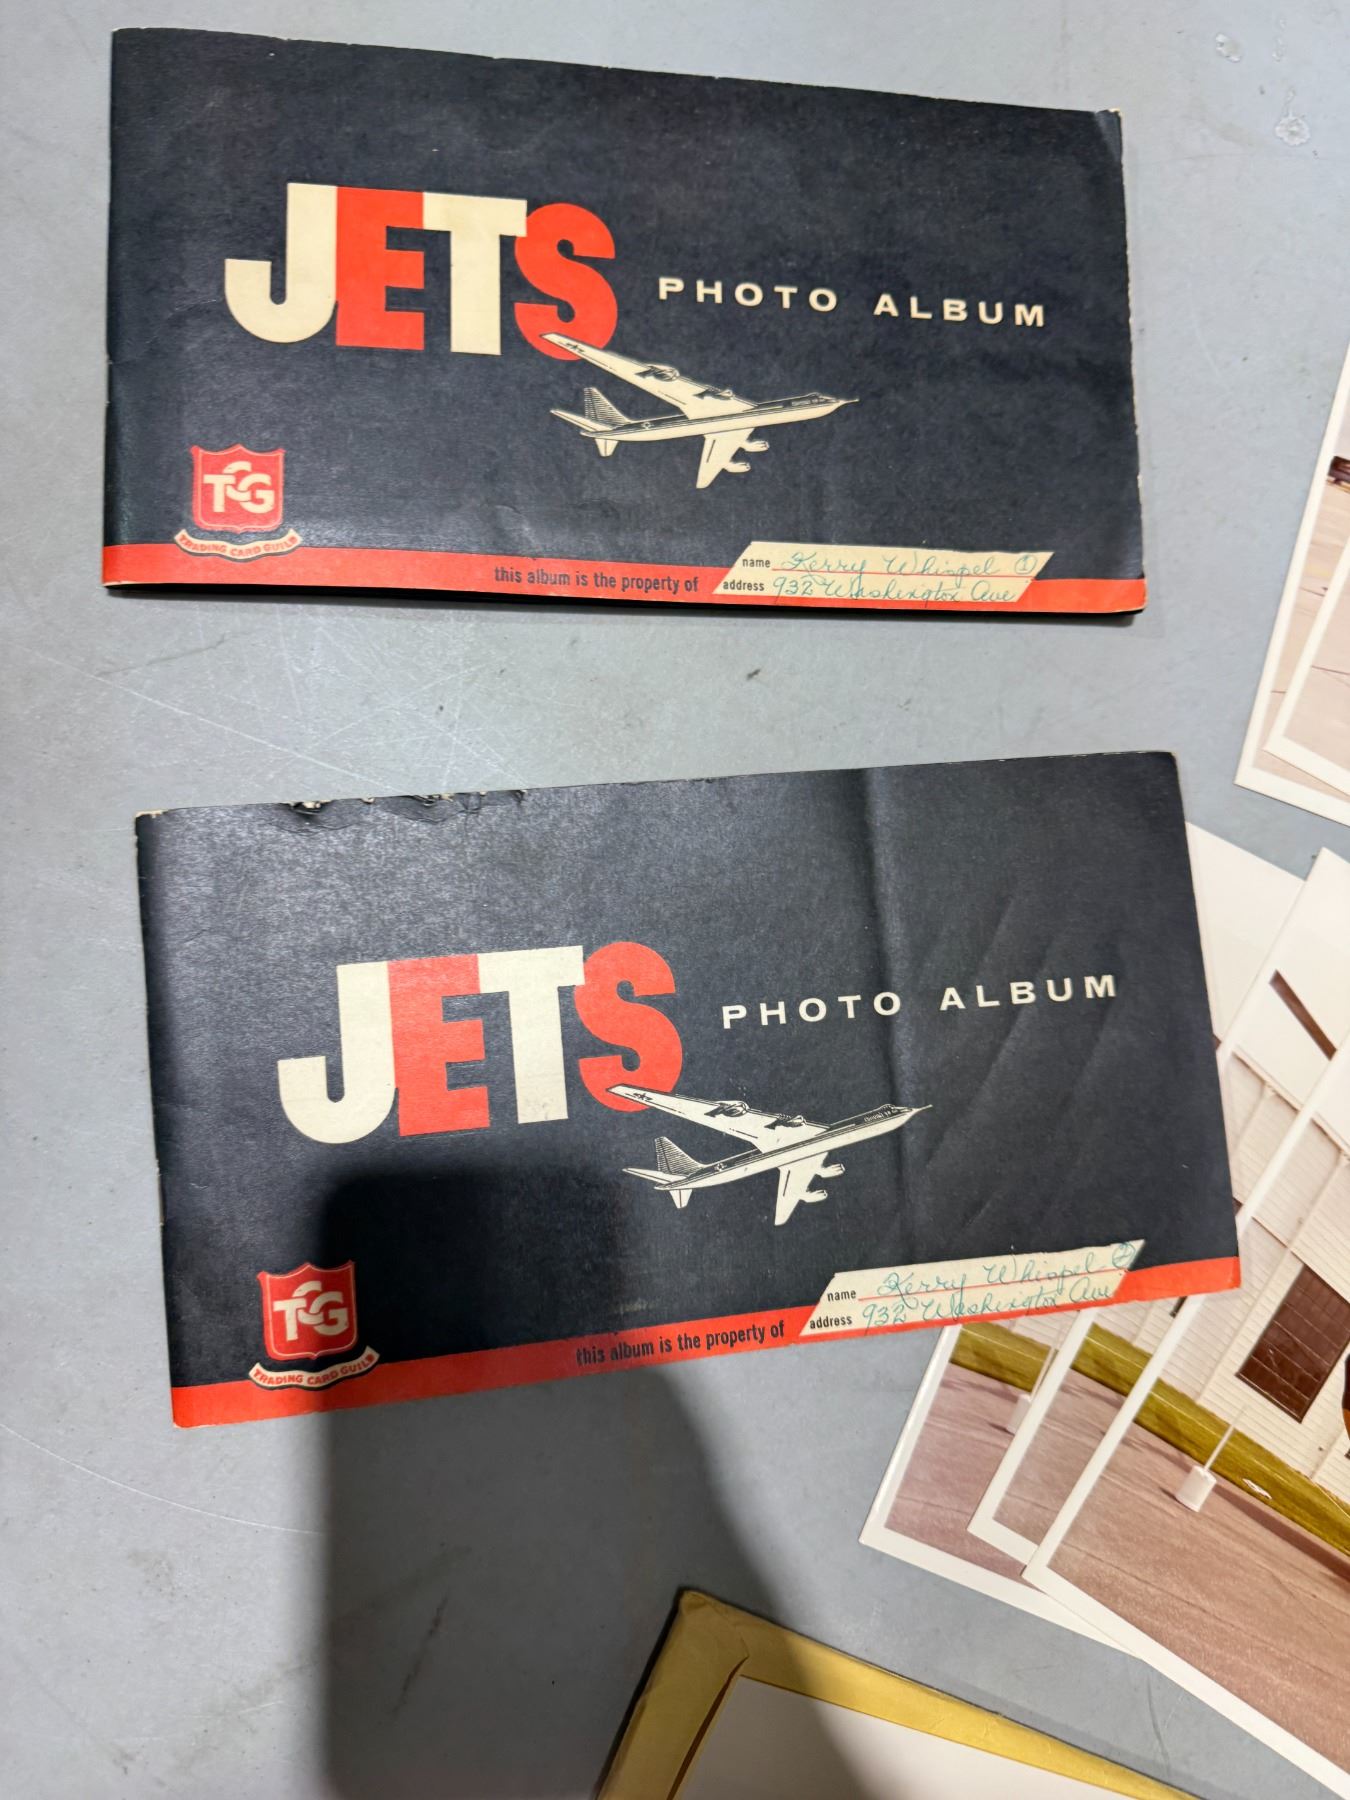 JETS PHOTO ALBUM
TCG
TRADING CARD GUILD
this album is the property of
name Kerry Whispel ①
address 932 Washington Ave
JETS PHOTO ALBUM
TCG
TRADING CARD GUILD
this album is the property of
name Kerry Whispel ②
address 932 Washington Ave